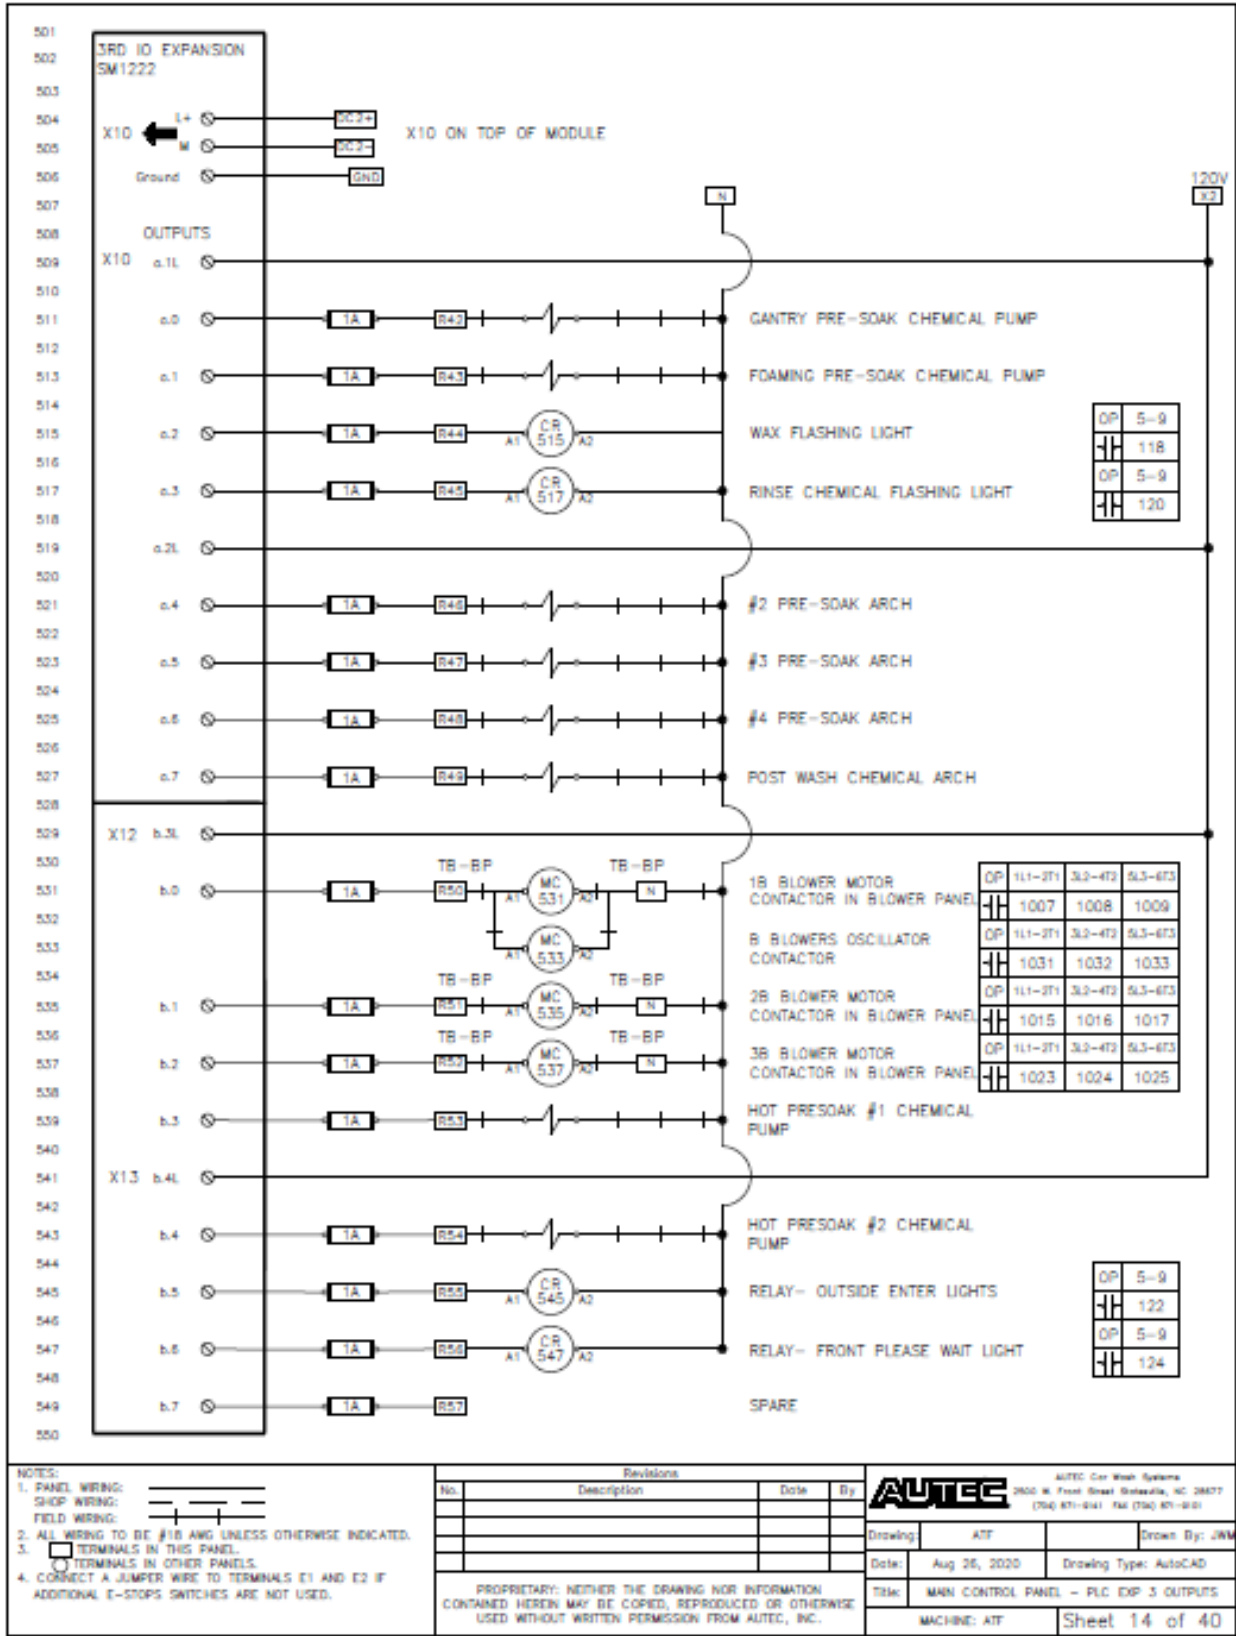 501
502 3RD IO EXPANSION
SM1222
503
504 L+ DC2+
X10 X10 ON TOP OF MODULE
505 M DC2-
506 Ground GND 120V
507 N X2
508 OUTPUTS
509 X10 a.1L
510
511 a.0 1A R42 GANTRY PRE-SOAK CHEMICAL PUMP
512
513 a.1 1A R43 FOAMING PRE-SOAK CHEMICAL PUMP
514 OP 5-9
515 a.2 1A R44 A1 CR 515 A2 WAX FLASHING LIGHT 118
516 OP 5-9
517 a.3 1A R45 A1 CR 517 A2 RINSE CHEMICAL FLASHING LIGHT 120
518
519 a.2L
520
521 a.4 1A R46 #2 PRE-SOAK ARCH
522
523 a.5 1A R47 #3 PRE-SOAK ARCH
524
525 a.6 1A R48 #4 PRE-SOAK ARCH
526
527 a.7 1A R49 POST WASH CHEMICAL ARCH
528
529 X12 b.3L
530 TB-BP TB-BP
531 b.0 1A R50 A1 MC 531 A2 N 1B BLOWER MOTOR OP 1L1-2T1 3L2-4T2 5L3-6T3
CONTACTOR IN BLOWER PANEL 1007 1008 1009
532
533 A1 MC 533 A2 B BLOWERS OSCILLATOR OP 1L1-2T1 3L2-4T2 5L3-6T3
CONTACTOR 1031 1032 1033
534 TB-BP TB-BP
535 b.1 1A R51 A1 MC 535 A2 N 2B BLOWER MOTOR OP 1L1-2T1 3L2-4T2 5L3-6T3
CONTACTOR IN BLOWER PANEL 1015 1016 1017
536 TB-BP TB-BP
537 b.2 1A R52 A1 MC 537 A2 N 3B BLOWER MOTOR OP 1L1-2T1 3L2-4T2 5L3-6T3
CONTACTOR IN BLOWER PANEL 1023 1024 1025
538
539 b.3 1A R53 HOT PRESOAK #1 CHEMICAL
PUMP
540
541 X13 b.4L
542
543 b.4 1A R54 HOT PRESOAK #2 CHEMICAL
PUMP
544 OP 5-9
545 b.5 1A R55 A1 CR 545 A2 RELAY- OUTSIDE ENTER LIGHTS 122
546 OP 5-9
547 b.6 1A R56 A1 CR 547 A2 RELAY- FRONT PLEASE WAIT LIGHT 124
548
549 b.7 1A R57 SPARE
550
NOTES:
1. PANEL WIRING:
SHOP WIRING:
FIELD WIRING:
2. ALL WIRING TO BE #18 AWG UNLESS OTHERWISE INDICATED.
3. TERMINALS IN THIS PANEL.
TERMINALS IN OTHER PANELS.
4. CONNECT A JUMPER WIRE TO TERMINALS E1 AND E2 IF
ADDITIONAL E-STOPS SWITCHES ARE NOT USED.
Revisions
No. Description Date By
PROPRIETARY: NEITHER THE DRAWING NOR INFORMATION
CONTAINED HEREIN MAY BE COPIED, REPRODUCED OR OTHERWISE
USED WITHOUT WRITTEN PERMISSION FROM AUTEC, INC.
AUTEC
AUTEC Car Wash Systems
2500 W. Front Street Statesville, NC 28677
(704) 871-9141 FAX (704) 871-9101
Drawing: ATF Drawn By: JWM
Date: Aug 26, 2020 Drawing Type: AutoCAD
Title: MAIN CONTROL PANEL - PLC EXP 3 OUTPUTS
MACHINE: ATF Sheet 14 of 40